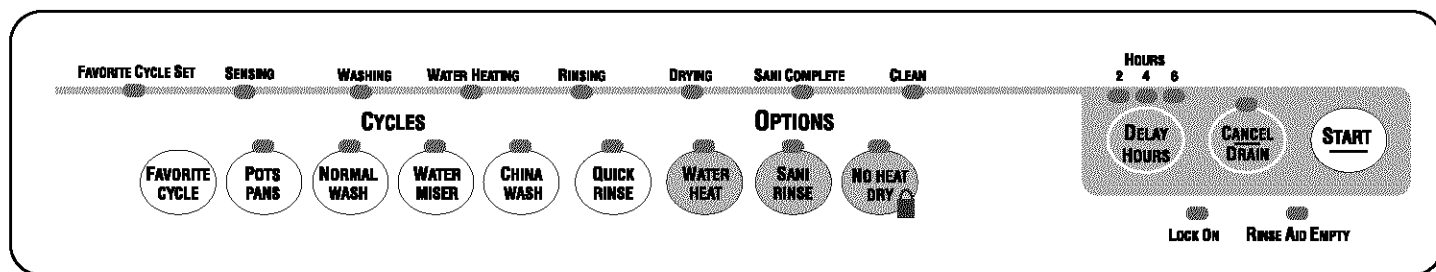 FAVORITE CYCLE SET SENSING WASHING WATER HEATING RINSING DRYING SANI COMPLETE CLEAN
HOURS
2 4 6
CYCLES OPTIONS
FAVORITE
CYCLE
POTS
PANS
NORMAL
WASH
WATER
MISER
CHINA
WASH
QUICK
RINSE
WATER
HEAT
SANI
RINSE
NO HEAT
DRY
DELAY
HOURS
CANCEL
DRAIN
START
LOCK ON RINSE AID EMPTY